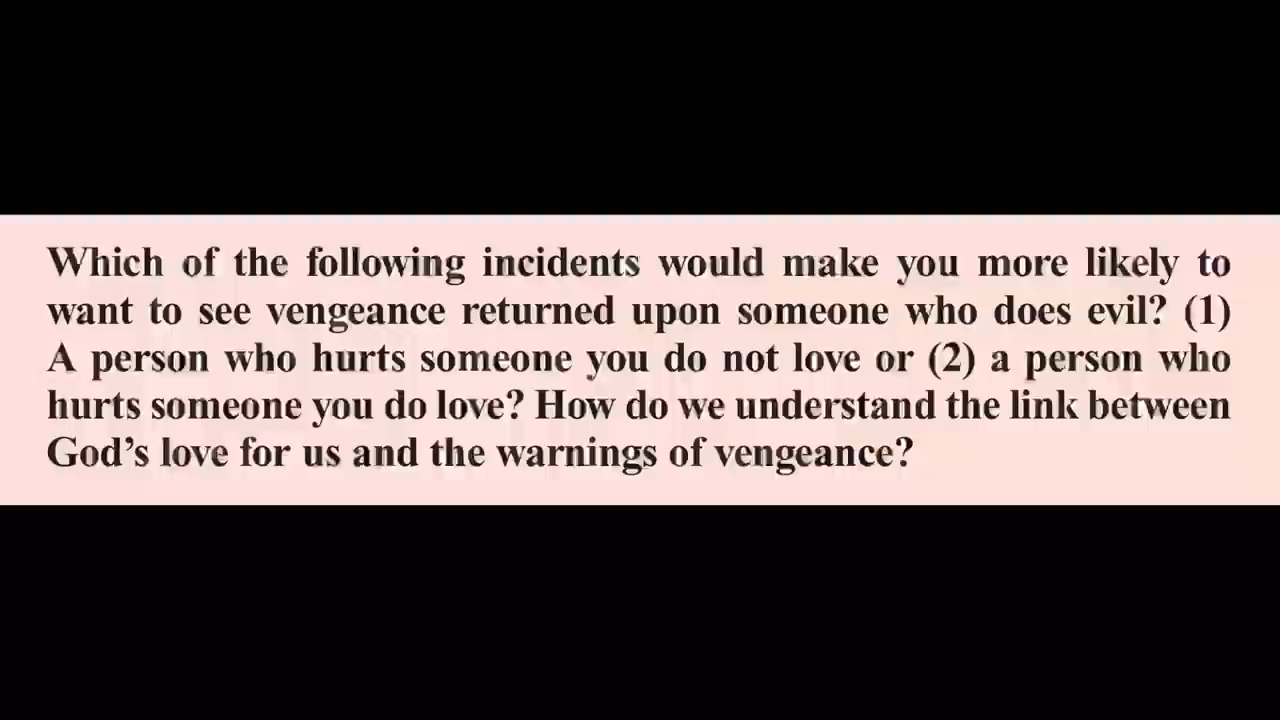 Which of the following incidents would make you more likely to
want to see vengeance returned upon someone who does evil? (1)
A person who hurts someone you do not love or (2) a person who
hurts someone you do love? How do we understand the link between
God’s love for us and the warnings of vengeance?